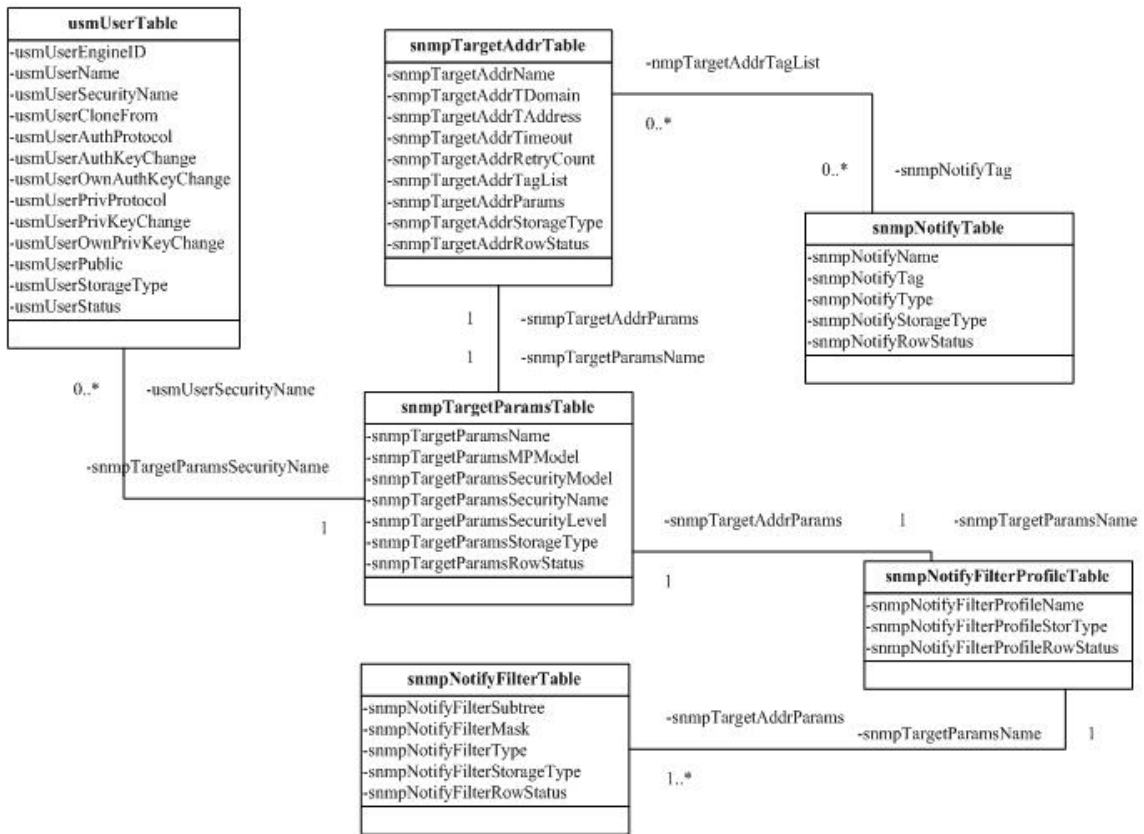 usmUserTable
-usmUserEngineID
-usmUserName
-usmUserSecurityName
-usmUserCloneFrom
-usmUserAuthProtocol
-usmUserAuthKeyChange
-usmUserOwnAuthKeyChange
-usmUserPrivProtocol
-usmUserPrivKeyChange
-usmUserOwnPrivKeyChange
-usmUserPublic
-usmUserStorageType
-usmUserStatus
snmpTargetAddrTable
-snmpTargetAddrName
-snmpTargetAddrTDomain
-snmpTargetAddrTAddress
-snmpTargetAddrTimeout
-snmpTargetAddrRetryCount
-snmpTargetAddrTagList
-snmpTargetAddrParams
-snmpTargetAddrStorageType
-snmpTargetAddrRowStatus
-nmpTargetAddrTagList
0..*
0..* -snmpNotifyTag
snmpNotifyTable
-snmpNotifyName
-snmpNotifyTag
-snmpNotifyType
-snmpNotifyStorageType
-snmpNotifyRowStatus
1 -snmpTargetAddrParams
1 -snmpTargetParamsName
0..* -usmUserSecurityName
-snmpTargetParamsSecurityName
1
snmpTargetParamsTable
-snmpTargetParamsName
-snmpTargetParamsMPModel
-snmpTargetParamsSecurityModel
-snmpTargetParamsSecurityName
-snmpTargetParamsSecurityLevel
-snmpTargetParamsStorageType
-snmpTargetParamsRowStatus
-snmpTargetAddrParams 1 -snmpTargetParamsName
1
snmpNotifyFilterProfileTable
-snmpNotifyFilterProfileName
-snmpNotifyFilterProfileStorType
-snmpNotifyFilterProfileRowStatus
snmpNotifyFilterTable
-snmpNotifyFilterSubtree
-snmpNotifyFilterMask
-snmpNotifyFilterType
-snmpNotifyFilterStorageType
-snmpNotifyFilterRowStatus
-snmpTargetAddrParams
-snmpTargetParamsName 1
1..*